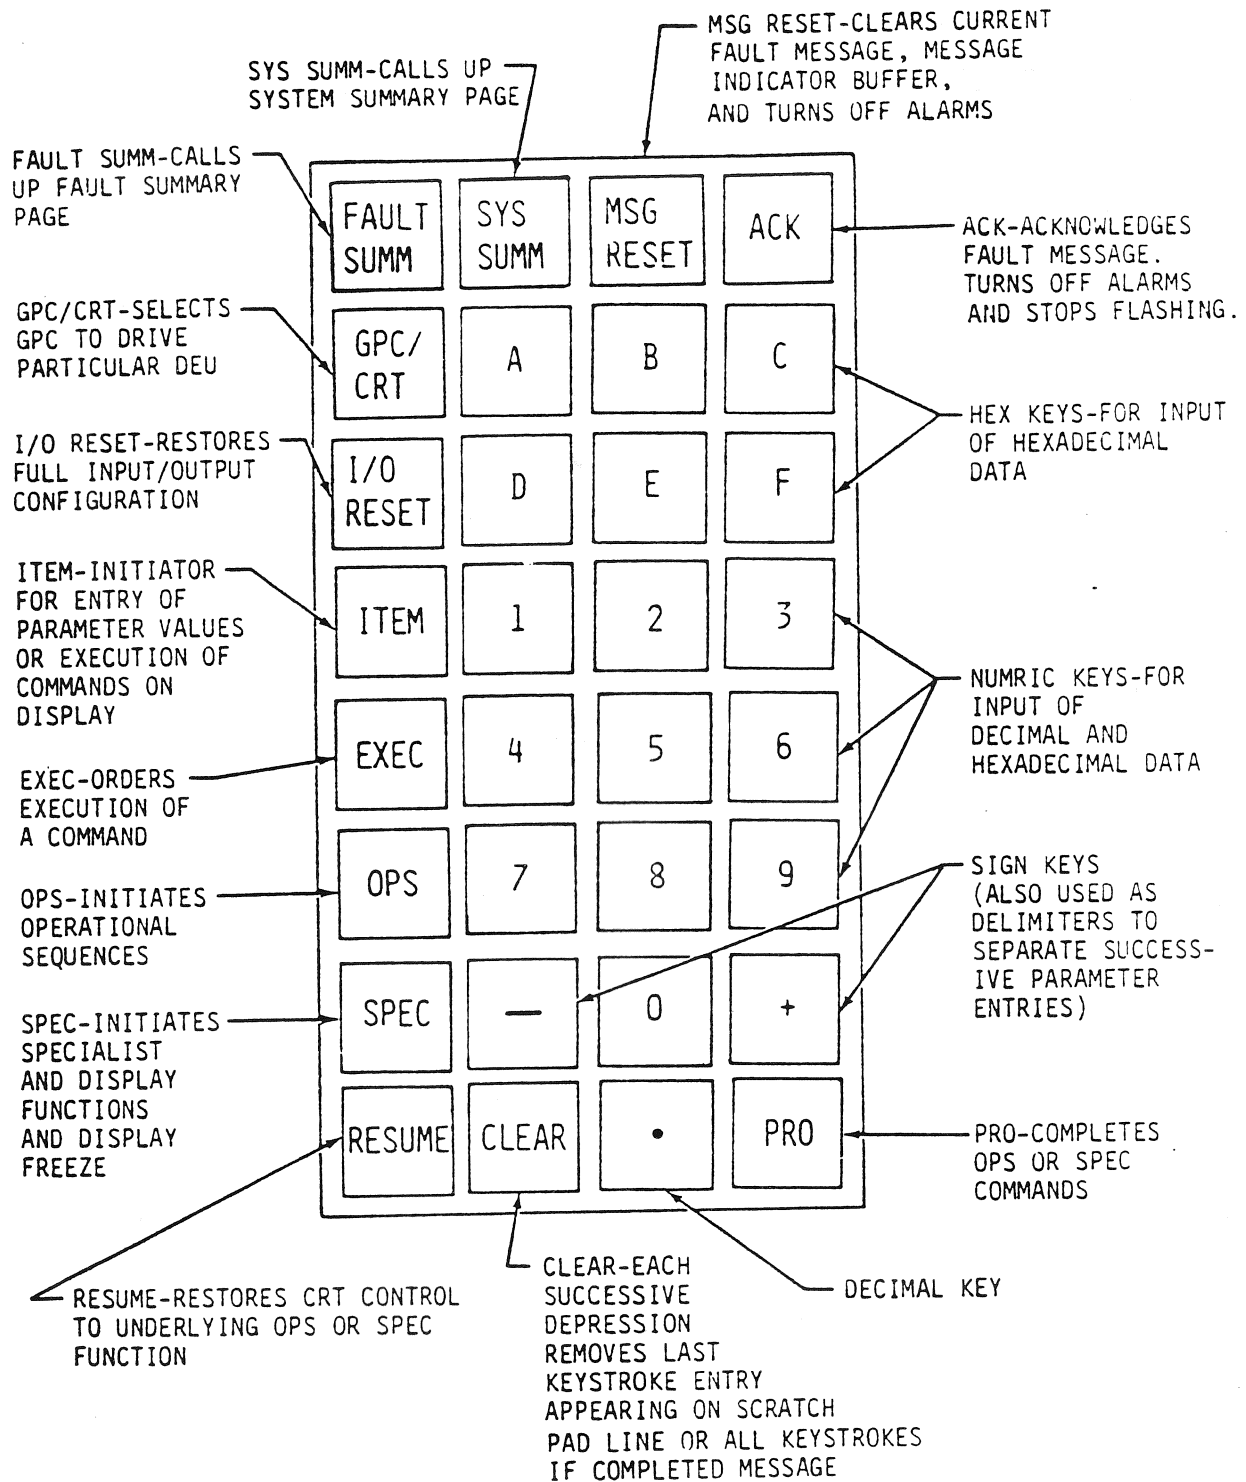 MSG RESET-CLEARS CURRENT
FAULT MESSAGE, MESSAGE
INDICATOR BUFFER,
AND TURNS OFF ALARMS
SYS SUMM-CALLS UP
SYSTEM SUMMARY PAGE
FAULT SUMM-CALLS
UP FAULT SUMMARY
PAGE
FAULT
SUMM
SYS
SUMM
MSG
RESET
ACK
ACK-ACKNOWLEDGES
FAULT MESSAGE.
TURNS OFF ALARMS
AND STOPS FLASHING.
GPC/CRT-SELECTS
GPC TO DRIVE
PARTICULAR DEU
GPC/
CRT
A
B
C
HEX KEYS-FOR INPUT
OF HEXADECIMAL
DATA
I/O RESET-RESTORES
FULL INPUT/OUTPUT
CONFIGURATION
I/O
RESET
D
E
F
ITEM-INITIATOR
FOR ENTRY OF
PARAMETER VALUES
OR EXECUTION OF
COMMANDS ON
DISPLAY
ITEM
1
2
3
NUMRIC KEYS-FOR
INPUT OF
DECIMAL AND
HEXADECIMAL DATA
EXEC-ORDERS
EXECUTION OF
A COMMAND
EXEC
4
5
6
OPS-INITIATES
OPERATIONAL
SEQUENCES
OPS
7
8
9
SIGN KEYS
(ALSO USED AS
DELIMITERS TO
SEPARATE SUCCESS-
IVE PARAMETER
ENTRIES)
SPEC-INITIATES
SPECIALIST
AND DISPLAY
FUNCTIONS
AND DISPLAY
FREEZE
SPEC
—
0
+
RESUME
CLEAR
•
PRO
PRO-COMPLETES
OPS OR SPEC
COMMANDS
RESUME-RESTORES CRT CONTROL
TO UNDERLYING OPS OR SPEC
FUNCTION
CLEAR-EACH
SUCCESSIVE
DEPRESSION
REMOVES LAST
KEYSTROKE ENTRY
APPEARING ON SCRATCH
PAD LINE OR ALL KEYSTROKES
IF COMPLETED MESSAGE
DECIMAL KEY